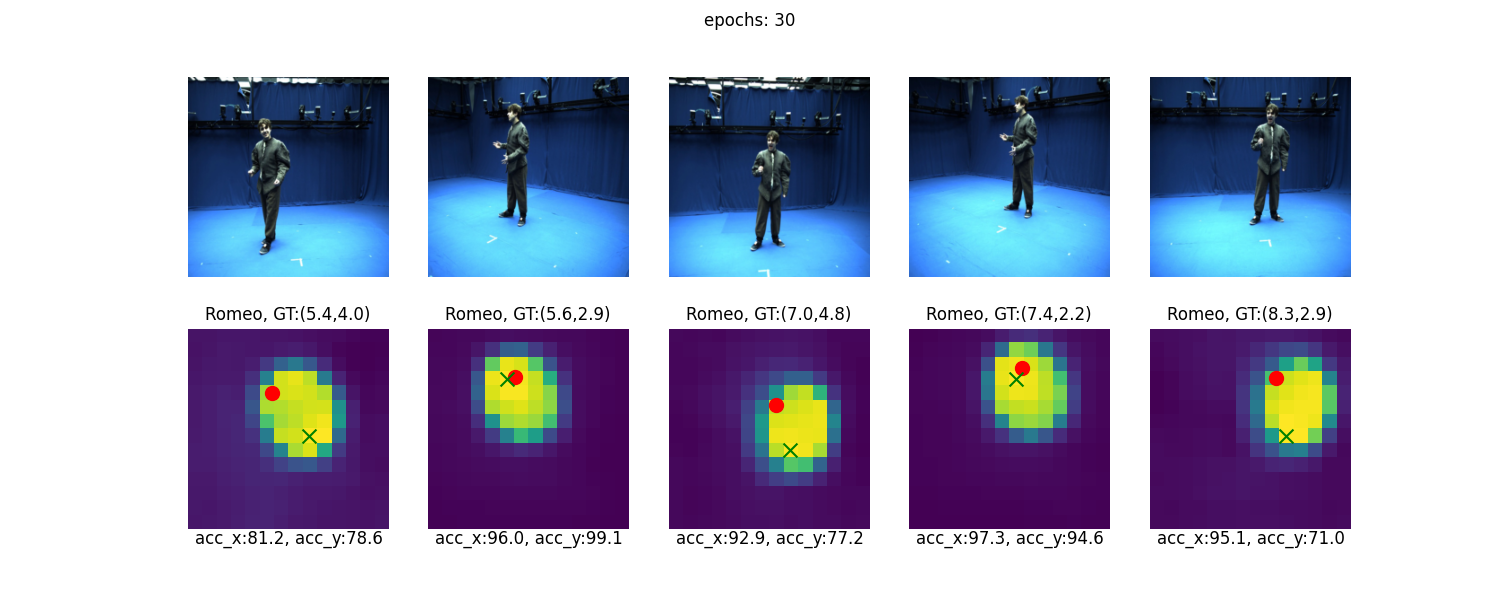 epochs: 30
Romeo, GT:(5.4,4.0)
Romeo, GT:(5.6,2.9)
Romeo, GT:(7.0,4.8)
Romeo, GT:(7.4,2.2)
Romeo, GT:(8.3,2.9)
acc_x:81.2, acc_y:78.6
acc_x:96.0, acc_y:99.1
acc_x:92.9, acc_y:77.2
acc_x:97.3, acc_y:94.6
acc_x:95.1, acc_y:71.0